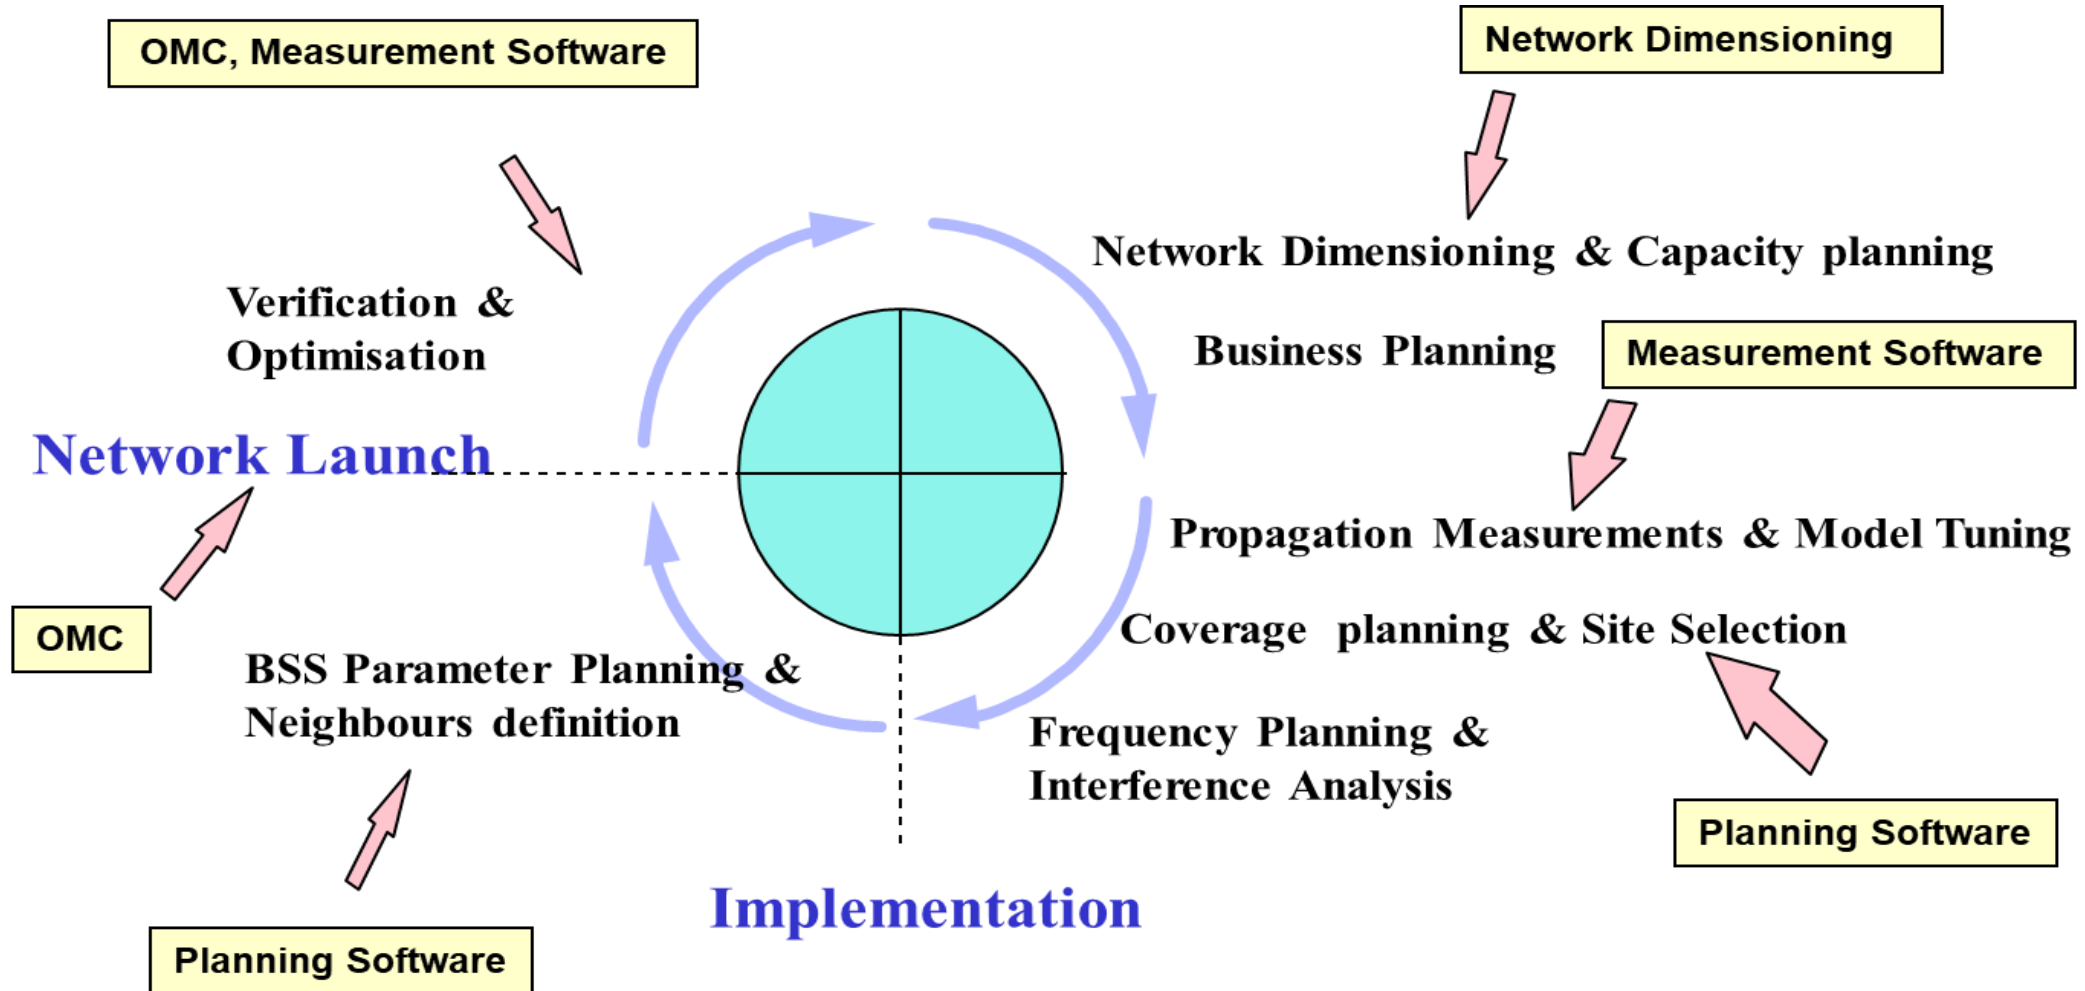 OMC, Measurement Software
Network Dimensioning
Network Dimensioning & Capacity planning
Verification &
Optimisation
Business Planning
Measurement Software
Network Launch
Propagation Measurements & Model Tuning
OMC
Coverage planning & Site Selection
BSS Parameter Planning &
Neighbours definition
Frequency Planning &
Interference Analysis
Planning Software
Implementation
Planning Software